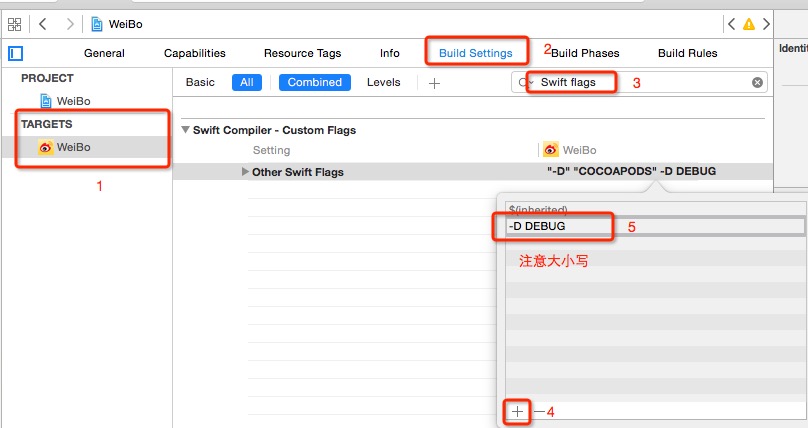 WeiBo
Identit
General Capabilities Resource Tags Info Build Settings 2 Build Phases Build Rules
PROJECT
WeiBo
TARGETS
WeiBo
1
Basic All Combined Levels + Swift flags 3
Swift Compiler - Custom Flags
Setting WeiBo
Other Swift Flags "-D" "COCOAPODS" -D DEBUG
$(inherited)
-D DEBUG 5
注意大小写
+ 4